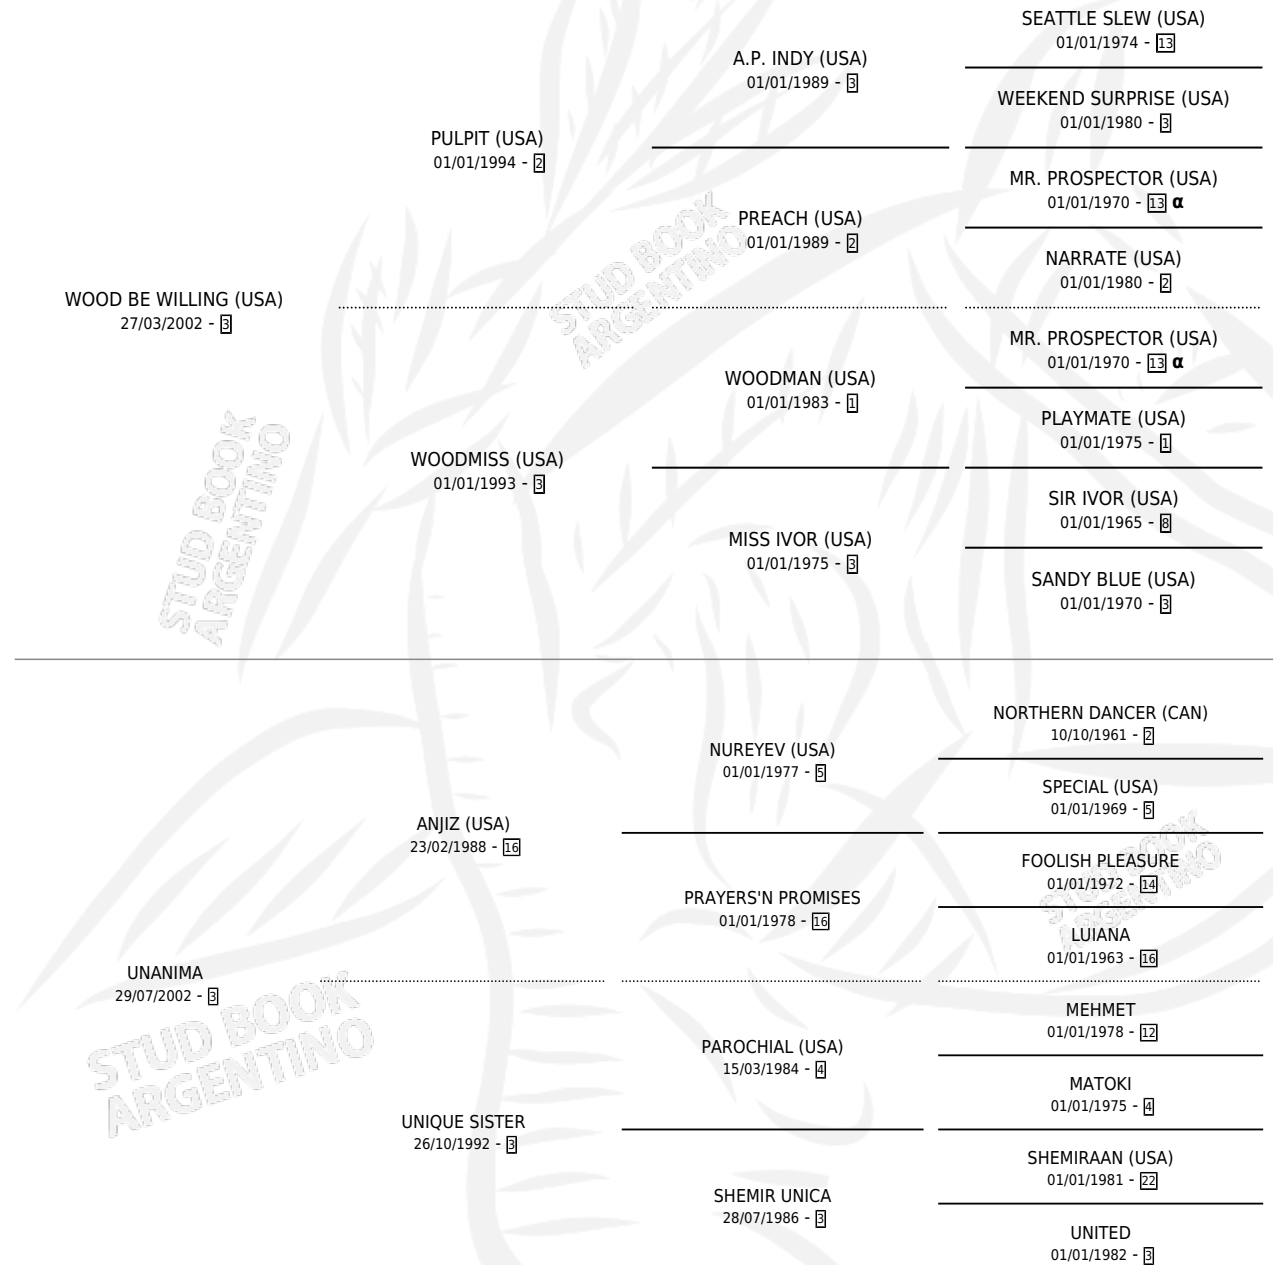 SEATTLE SLEW (USA)
01/01/1974 - 13
A.P. INDY (USA)
01/01/1989 - 3
WEEKEND SURPRISE (USA)
01/01/1980 - 3
PULPIT (USA)
01/01/1994 - 2
MR. PROSPECTOR (USA)
01/01/1970 - 13 α
PREACH (USA)
01/01/1989 - 2
NARRATE (USA)
01/01/1980 - 2
WOOD BE WILLING (USA)
27/03/2002 - 3
MR. PROSPECTOR (USA)
01/01/1970 - 13 α
WOODMAN (USA)
01/01/1983 - 1
PLAYMATE (USA)
01/01/1975 - 1
WOODMISS (USA)
01/01/1993 - 3
SIR IVOR (USA)
01/01/1965 - 8
MISS IVOR (USA)
01/01/1975 - 3
SANDY BLUE (USA)
01/01/1970 - 3
STUD BOOK
ARGENTINO
STUD BOOK
ARGENTINO
NORTHERN DANCER (CAN)
10/10/1961 - 2
NUREYEV (USA)
01/01/1977 - 5
SPECIAL (USA)
01/01/1969 - 5
ANJIZ (USA)
23/02/1988 - 16
FOOLISH PLEASURE
01/01/1972 - 14
PRAYERS'N PROMISES
01/01/1978 - 16
LUIANA
01/01/1963 - 16
UNANIMA
29/07/2002 - 3
MEHMET
01/01/1978 - 12
PAROCHIAL (USA)
15/03/1984 - 4
MATOKI
01/01/1975 - 4
UNIQUE SISTER
26/10/1992 - 3
SHEMIRAAN (USA)
01/01/1981 - 22
SHEMIR UNICA
28/07/1986 - 3
UNITED
01/01/1982 - 3
STUD BOOK
ARGENTINO
STUD BOOK
ARGENTINO